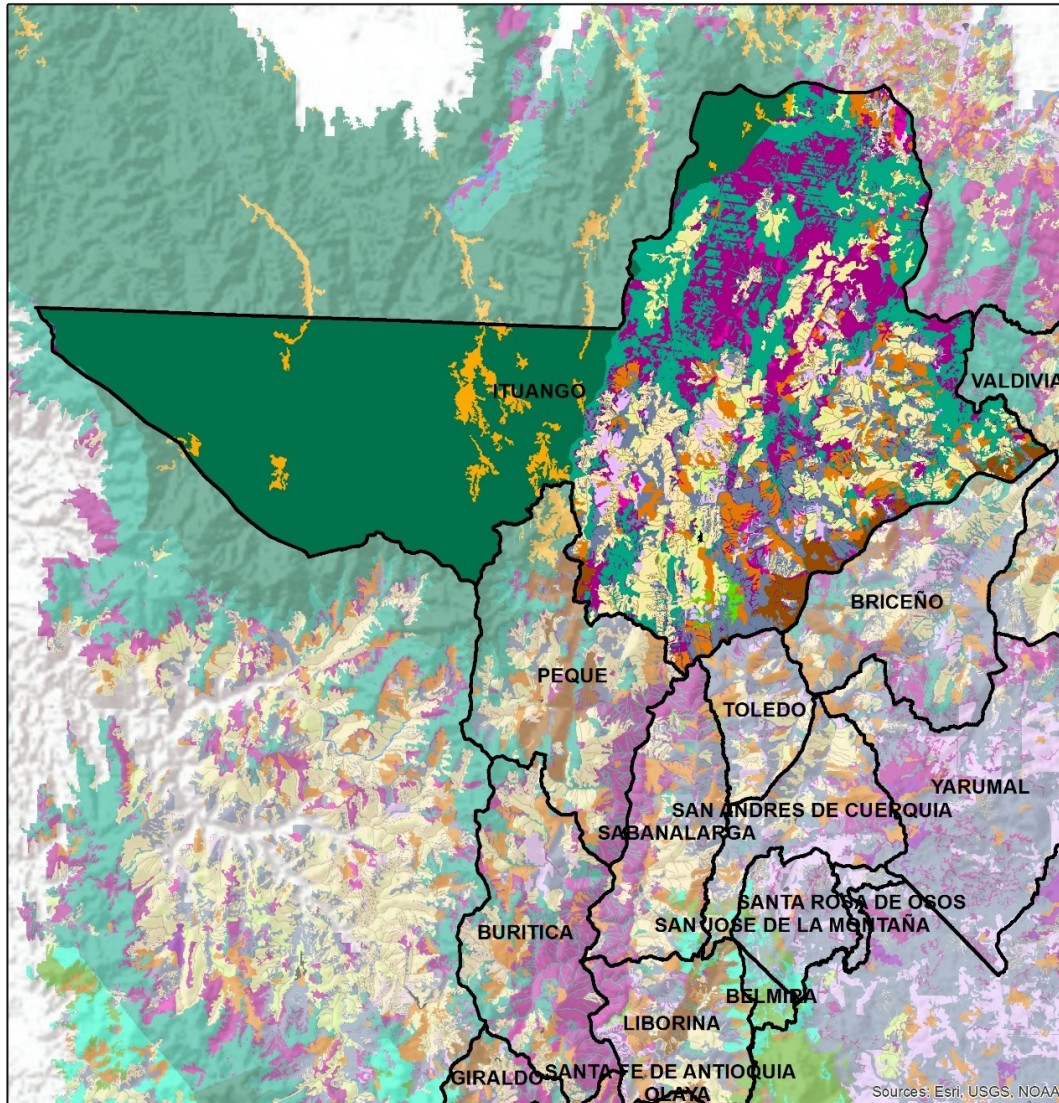 VALDIVIA
ITUANGO
BRICEÑO
PEQUE
TOLEDO
YARUMAL
SAN ANDRES DE CUERQUIA
SABANALARGA
SANTA ROSA DE OSOS
SAN JOSE DE LA MONTAÑA
BURITICA
BELMIRA
LIBORINA
SANTA FE DE ANTIOQUIA
GIRALDO
OLAYA
Sources: Esri, USGS, NOAA